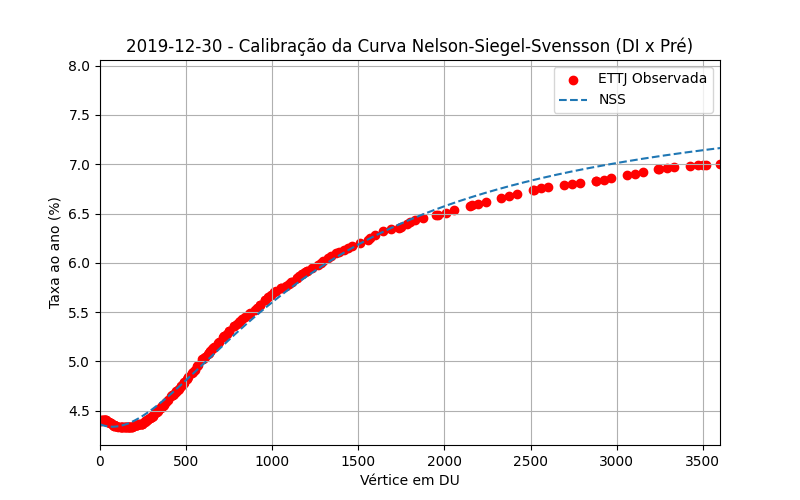 2019-12-30 - Calibração da Curva Nelson-Siegel-Svensson (DI x Pré)
8.0
7.5
7.0
6.5
6.0
5.5
5.0
4.5
Taxa ao ano (%)
ETTJ Observada
NSS
0 500 1000 1500 2000 2500 3000 3500
Vértice em DU